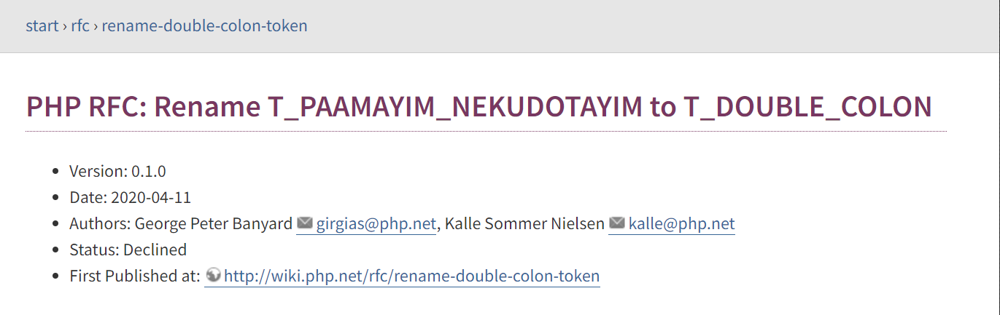 start › rfc › rename-double-colon-token
PHP RFC: Rename T_PAAMAYIM_NEKUDOTAYIM to T_DOUBLE_COLON
Version: 0.1.0
Date: 2020-04-11
Authors: George Peter Banyard girgias@php.net, Kalle Sommer Nielsen kalle@php.net
Status: Declined
First Published at: http://wiki.php.net/rfc/rename-double-colon-token